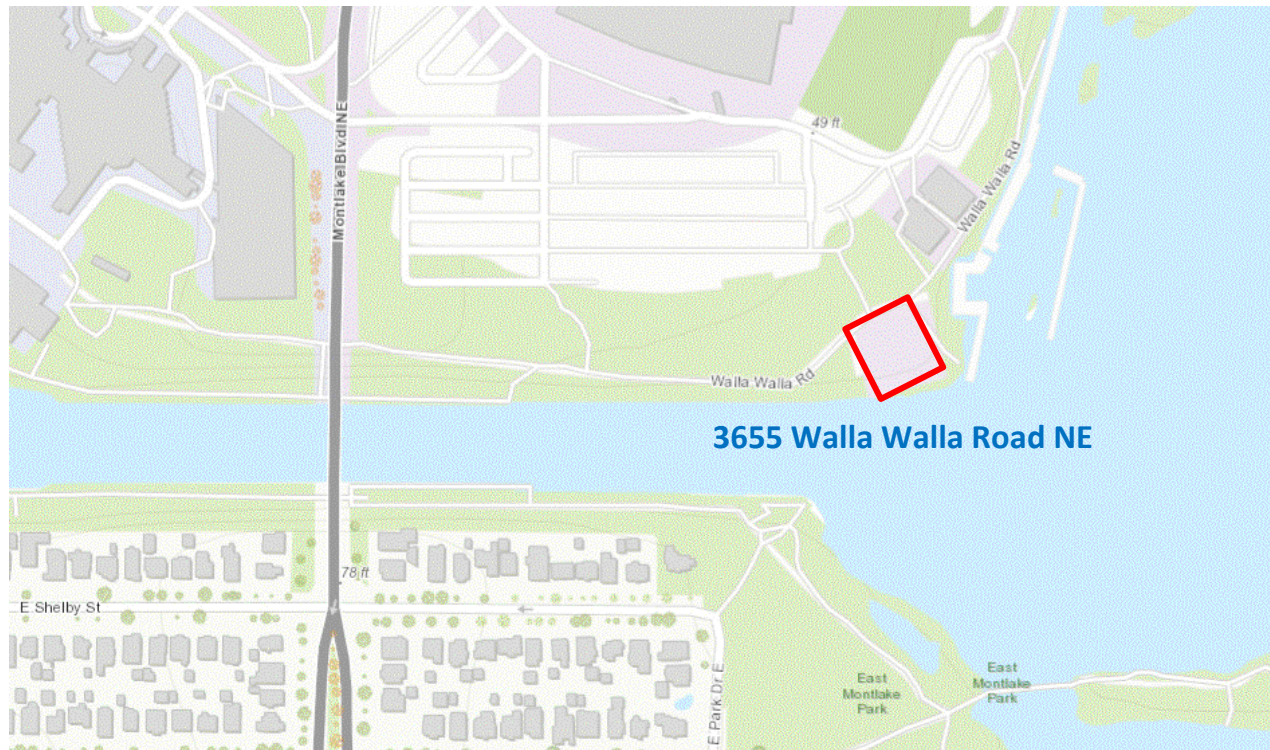 Montlake Blvd NE
49 ft
Walla Walla Rd
Walla Walla Rd
3655 Walla Walla Road NE
78 ft
E Shelby St
E Park Dr E
East
Montlake
Park
East
Montlake
Park